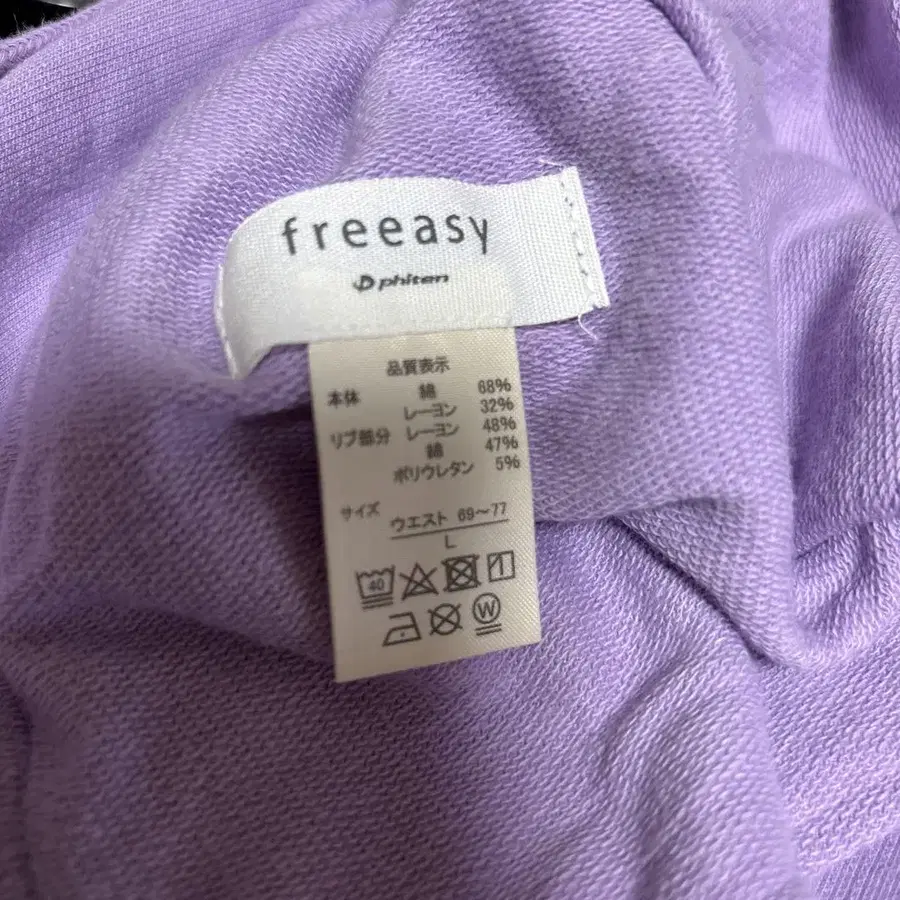 freeasy
phiten
品質表示
本体 綿 68%
レーヨン 32%
リブ部分 レーヨン 48%
綿 47%
ポリウレタン 5%
サイズ ウエスト 69～77
L
40
W